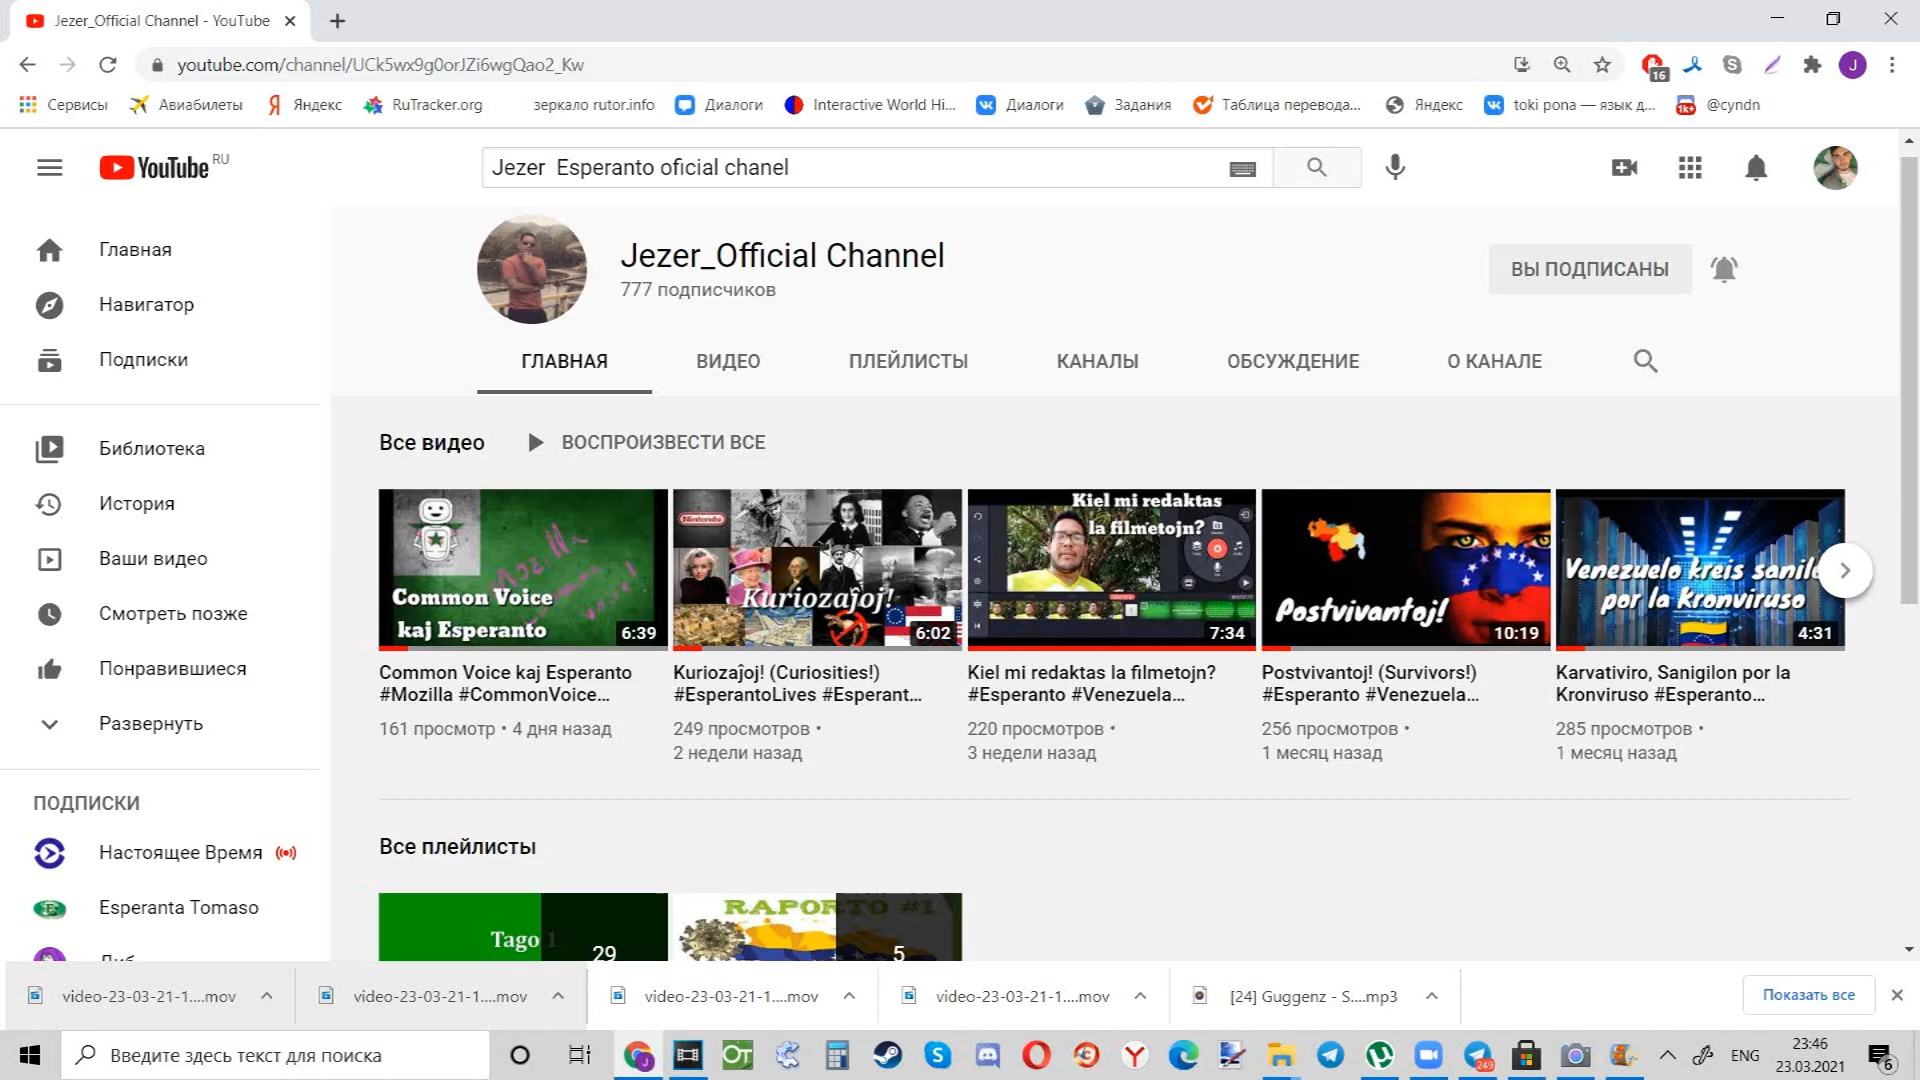 Jezer_Official Channel - YouTube
youtube.com/channel/UCk5wx9g0orJZi6wgQao2_Kw
16
J
Сервисы
Авиабилеты
Яндекс
RuTracker.org
зеркало rutor.info
Диалоги
Interactive World Hi...
Диалоги
Задания
Таблица перевода...
Яндекс
toki pona — язык д...
1k+
@cyndn
YouTube RU
Jezer  Esperanto oficial chanel
Главная
Навигатор
Подписки
Библиотека
История
Ваши видео
Смотреть позже
Понравившиеся
Развернуть
ПОДПИСКИ
Настоящее Время
Esperanta Tomaso
Jezer_Official Channel
777 подписчиков
ВЫ ПОДПИСАНЫ
ГЛАВНАЯ
ВИДЕО
ПЛЕЙЛИСТЫ
КАНАЛЫ
ОБСУЖДЕНИЕ
О КАНАЛЕ
Все видео
ВОСПРОИЗВЕСТИ ВСЕ
Common Voice
kaj Esperanto
6:39
Common Voice kaj Esperanto
#Mozilla #CommonVoice...
161 просмотр • 4 дня назад
Nintendo
Kuriozaĵoj!
6:02
Kuriozaĵoj! (Curiosities!)
#EsperantoLives #Esperant...
249 просмотров •
2 недели назад
Kiel mi redaktas
la filmetojn?
7:34
Kiel mi redaktas la filmetojn?
#Esperanto #Venezuela...
220 просмотров •
3 недели назад
Postvivantoj!
10:19
Postvivantoj! (Survivors!)
#Esperanto #Venezuela...
256 просмотров •
1 месяц назад
Venezuelo kreis sanilo
por la kronviruso
4:31
Karvativiro, Sanigilon por la
Kronviruso #Esperanto...
285 просмотров •
1 месяц назад
Все плейлисты
Tago 1
29
RAPORTO #1
5
video-23-03-21-1....mov
video-23-03-21-1....mov
video-23-03-21-1....mov
video-23-03-21-1....mov
[24] Guggenz - S....mp3
Показать все
Введите здесь текст для поиска
249
ENG
23:46
23.03.2021
6